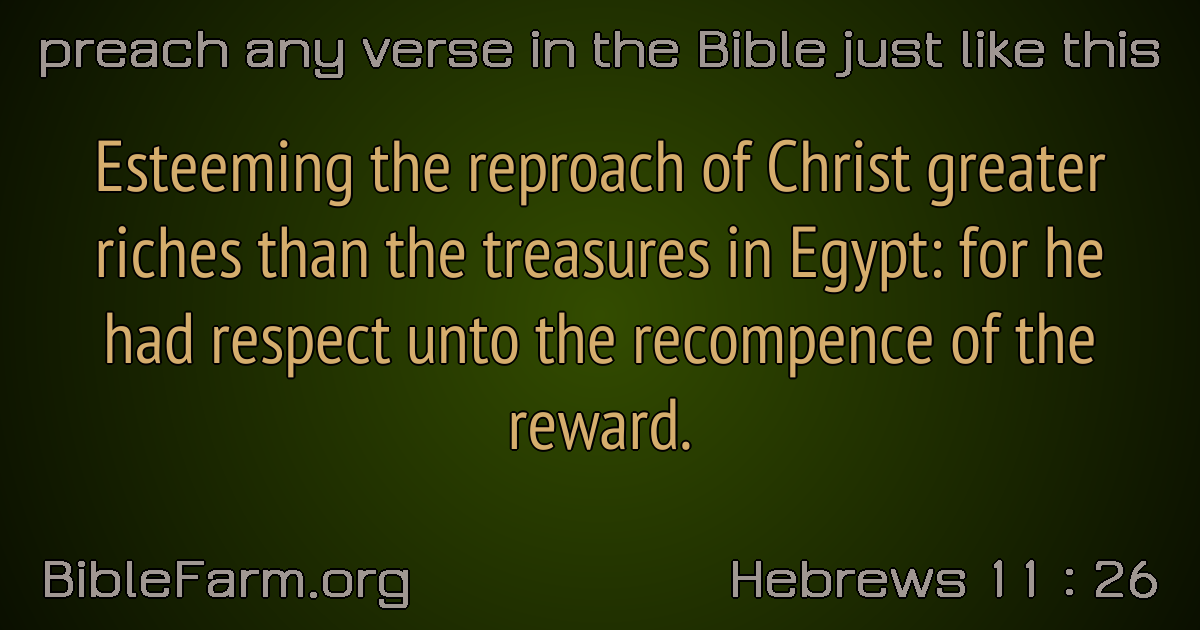 preach any verse in the Bible just like this
Esteeming the reproach of Christ greater
riches than the treasures in Egypt: for he
had respect unto the recompence of the
reward.
BibleFarm.org
Hebrews 11 : 26